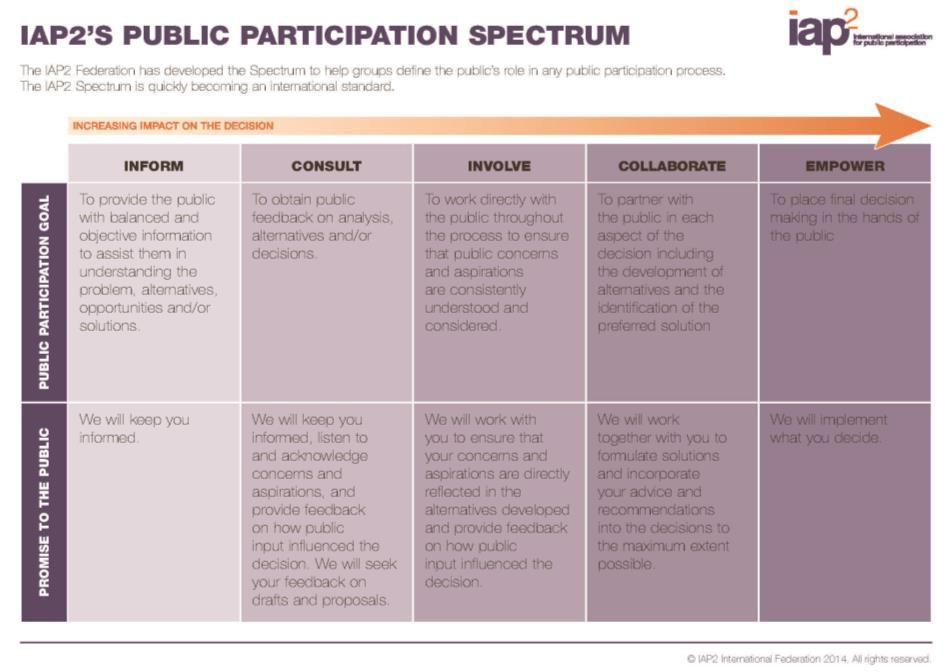 IAP2'S PUBLIC PARTICIPATION SPECTRUM
iap2 international association
for public participation
The IAP2 Federation has developed the Spectrum to help groups define the public's role in any public participation process.
The IAP2 Spectrum is quickly becoming an international standard.
INCREASING IMPACT ON THE DECISION
INFORM
CONSULT
INVOLVE
COLLABORATE
EMPOWER
PUBLIC PARTICIPATION GOAL
To provide the public
with balanced and
objective information
to assist them in
understanding the
problem, alternatives,
opportunities and/or
solutions.
To obtain public
feedback on analysis,
alternatives and/or
decisions.
To work directly with
the public throughout
the process to ensure
that public concerns
and aspirations
are consistently
understood and
considered.
To partner with
the public in each
aspect of the
decision including
the development of
alternatives and the
identification of the
preferred solution
To place final decision
making in the hands of
the public
PROMISE TO THE PUBLIC
We will keep you
informed.
We will keep you
informed, listen to
and acknowledge
concerns and
aspirations, and
provide feedback
on how public
input influenced the
decision. We will seek
your feedback on
drafts and proposals.
We will work with
you to ensure that
your concerns and
aspirations are directly
reflected in the
alternatives developed
and provide feedback
on how public
input influenced the
decision.
We will work
together with you to
formulate solutions
and incorporate
your advice and
recommendations
into the decisions to
the maximum extent
possible.
We will implement
what you decide.
© IAP2 International Federation 2014. All rights reserved.